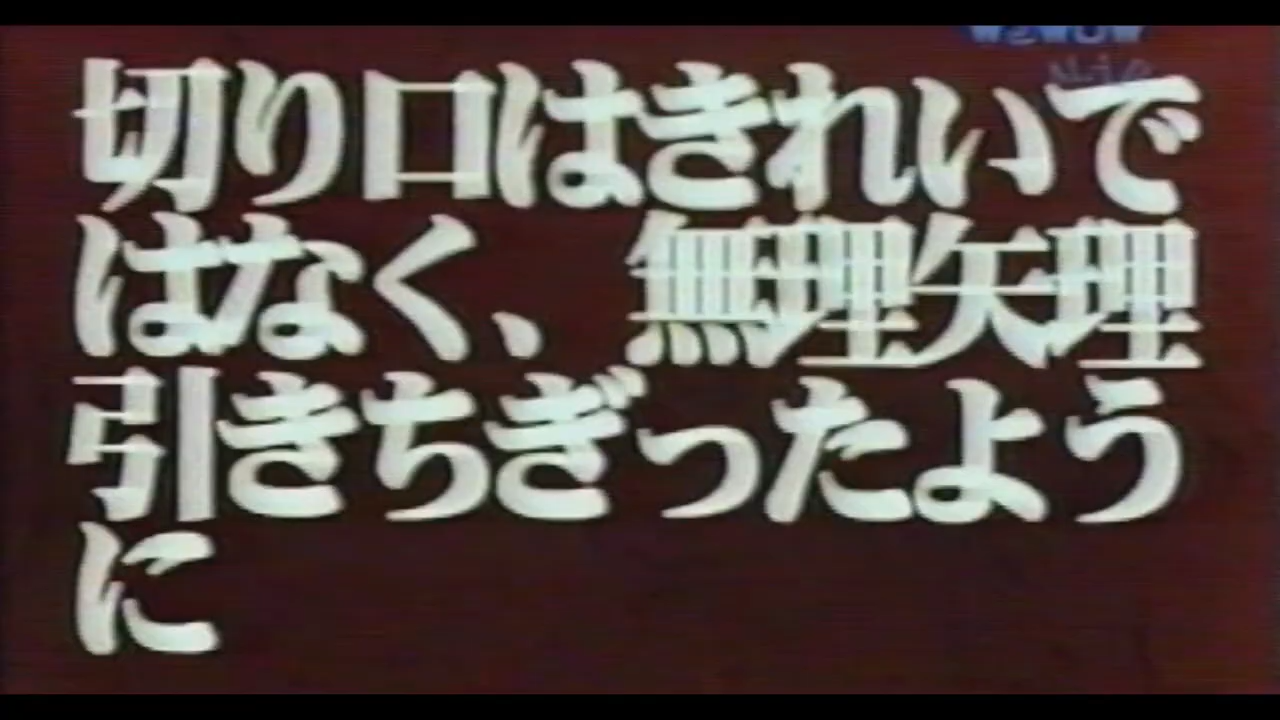 切り口はきれいで
はなく、無理矢理
引きちぎったよう
に